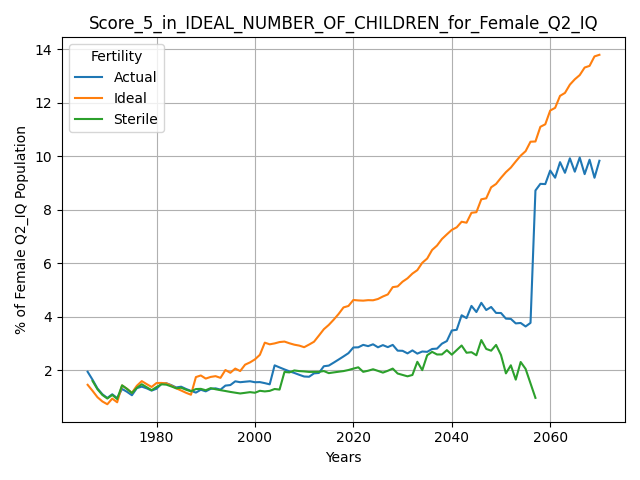 Score_5_in_IDEAL_NUMBER_OF_CHILDREN_for_Female_Q2_IQ
Fertility
Actual
Ideal
Sterile
% of Female Q2_IQ Population
14
12
10
8
6
4
2
1980
2000
2020
2040
2060
Years